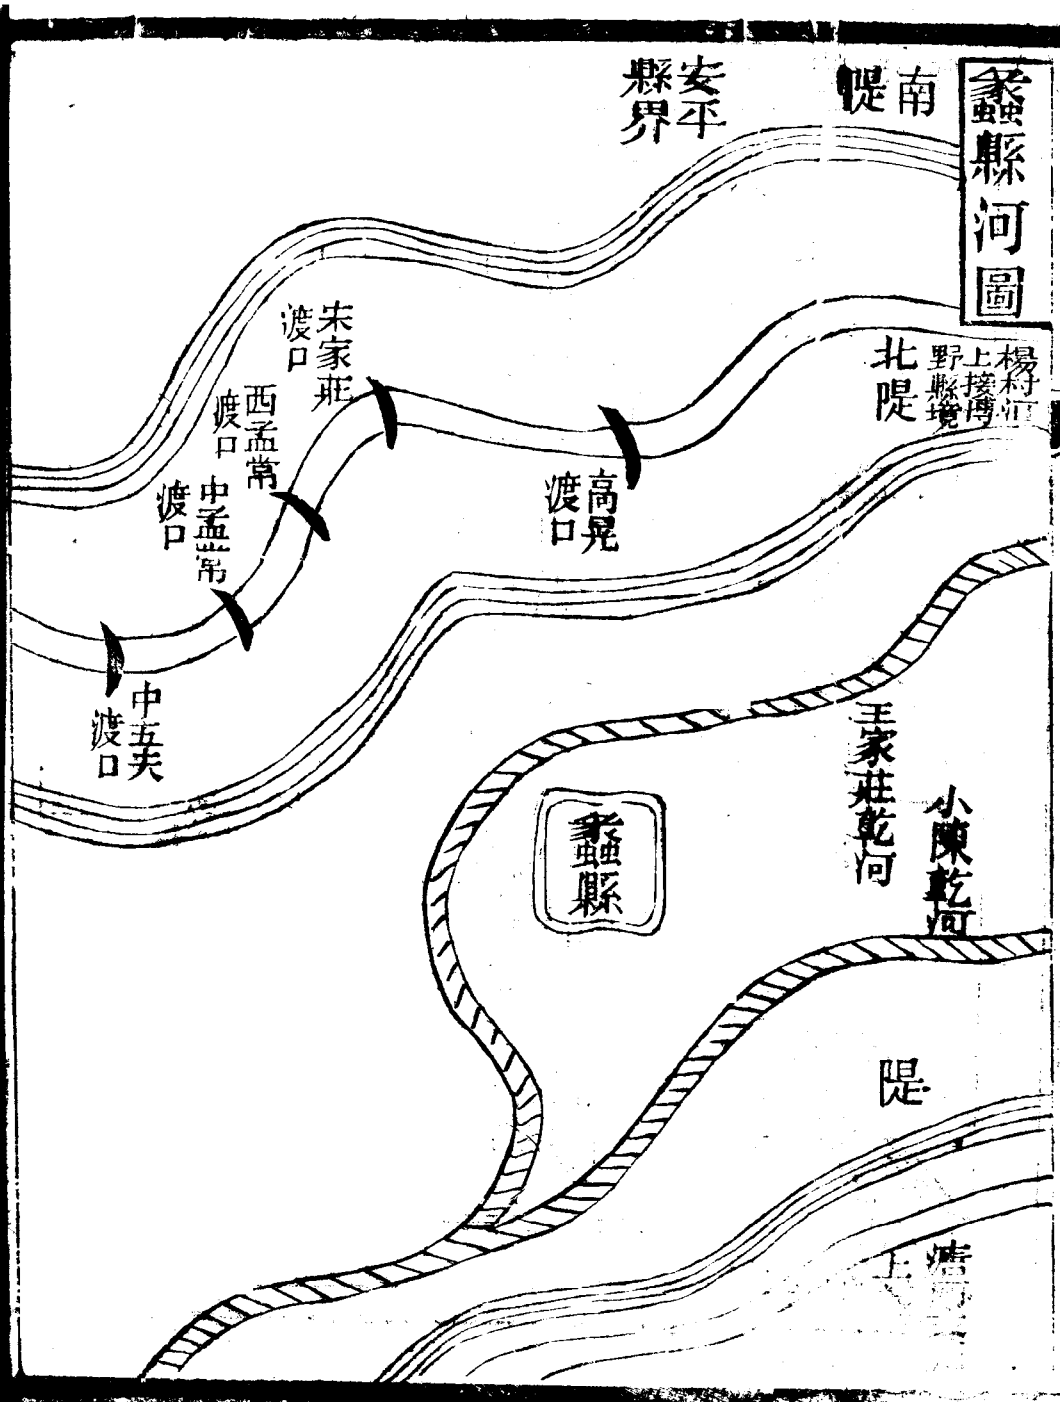 蠡縣河圖
南隄
安平縣界
楊村河上接博野縣境
北隄
高晃渡口
宋家莊渡口
西孟常渡口
中孟常渡口
中五夫渡口
小陳乾河
王家莊乾河
蠡縣
隄
上